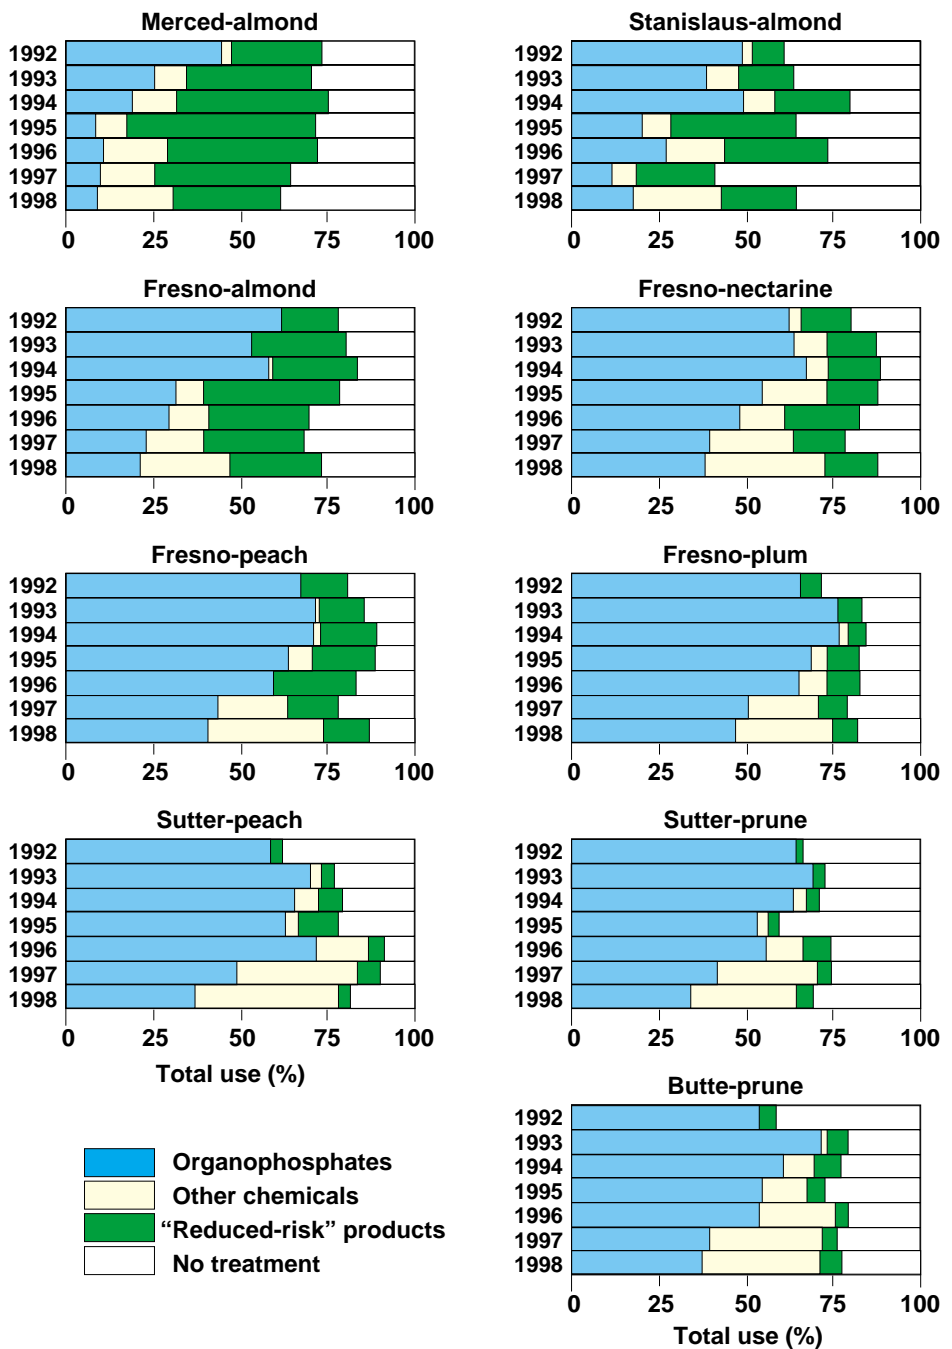 Merced-almond
1992
1993
1994
1995
1996
1997
1998
0 25 50 75 100
Stanislaus-almond
1992
1993
1994
1995
1996
1997
1998
0 25 50 75 100
Fresno-almond
1992
1993
1994
1995
1996
1997
1998
0 25 50 75 100
Fresno-nectarine
1992
1993
1994
1995
1996
1997
1998
0 25 50 75 100
Fresno-peach
1992
1993
1994
1995
1996
1997
1998
0 25 50 75 100
Fresno-plum
1992
1993
1994
1995
1996
1997
1998
0 25 50 75 100
Sutter-peach
1992
1993
1994
1995
1996
1997
1998
0 25 50 75 100
Total use (%)
Sutter-prune
1992
1993
1994
1995
1996
1997
1998
0 25 50 75 100
Butte-prune
1992
1993
1994
1995
1996
1997
1998
0 25 50 75 100
Total use (%)
Organophosphates
Other chemicals
“Reduced-risk” products
No treatment